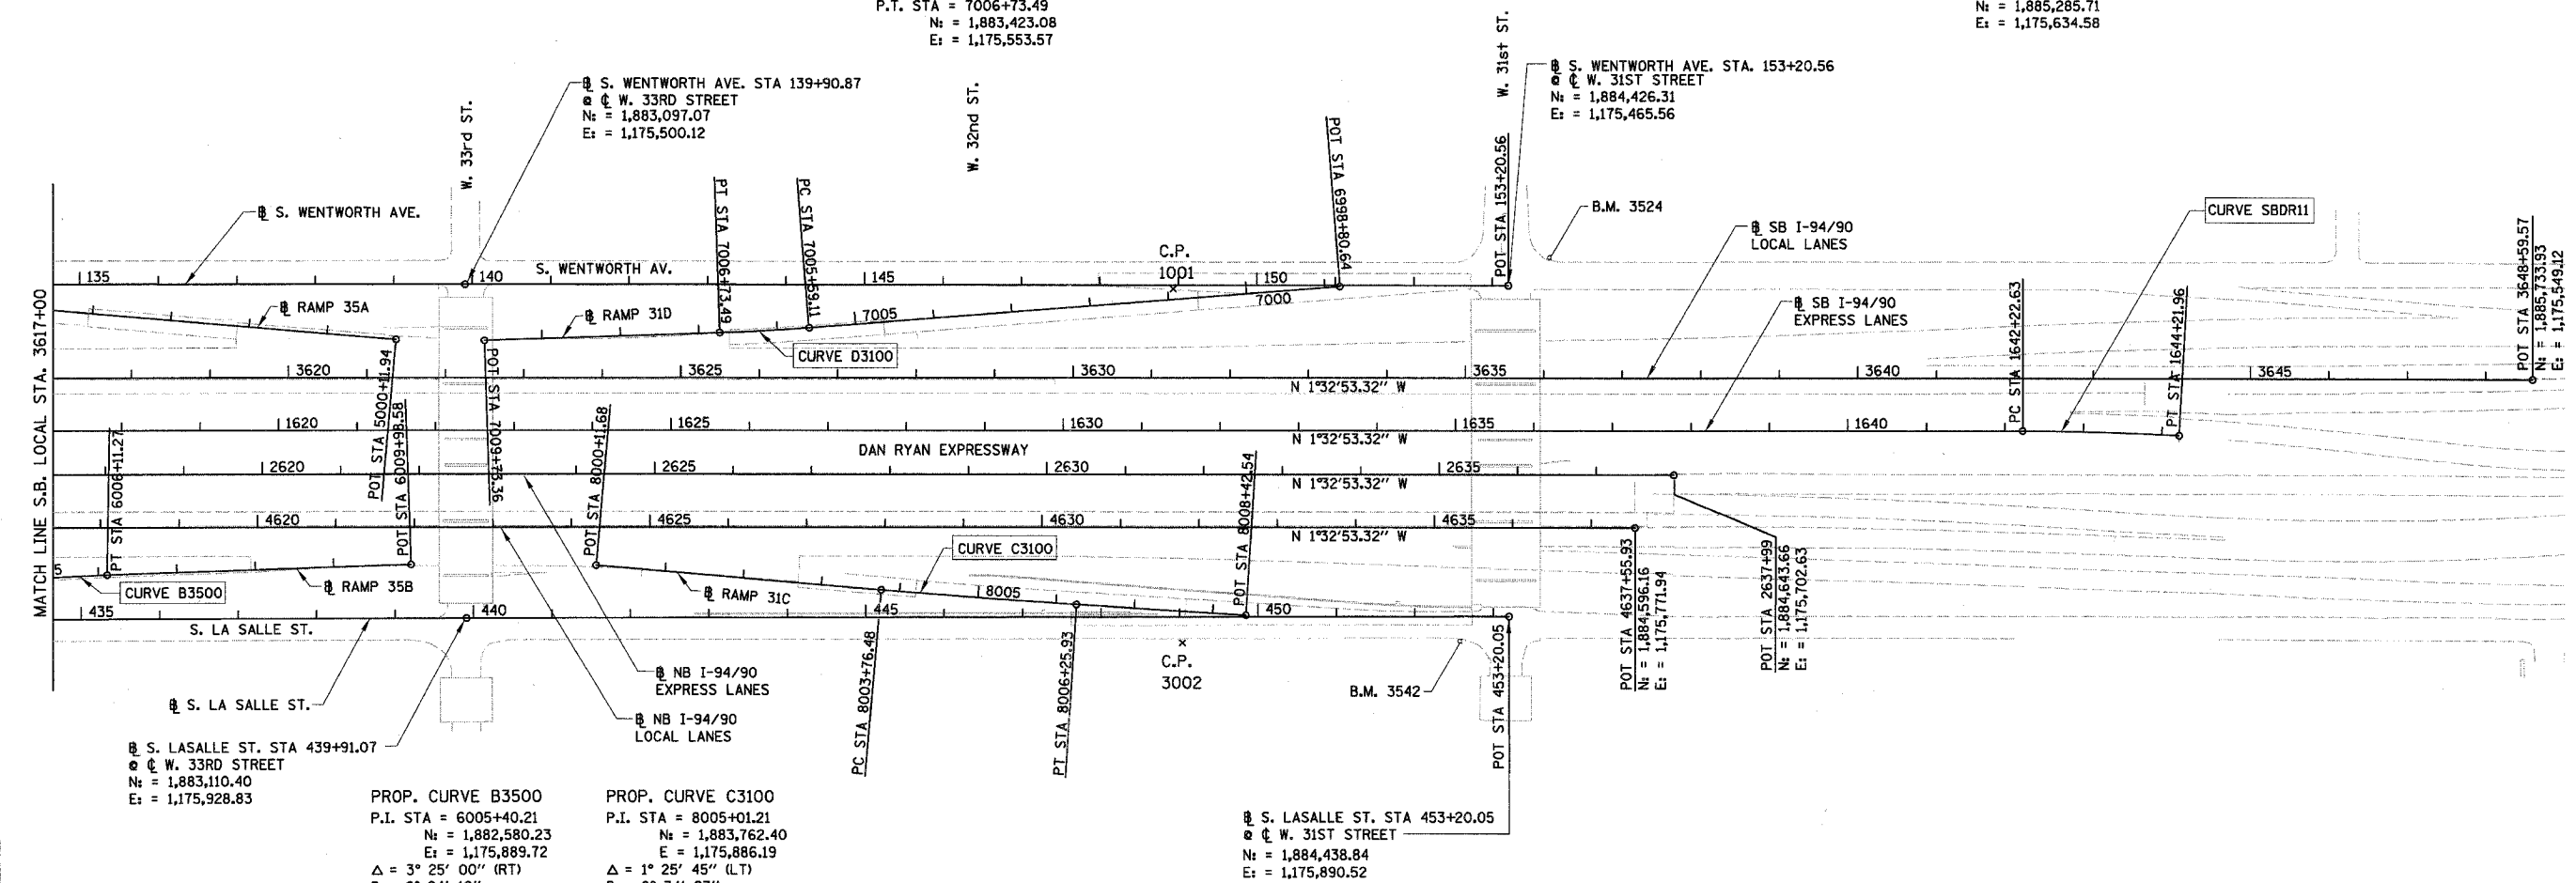 P.T. STA = 7006+73.49
N: = 1,883,423.08
E: = 1,175,553.57
N: = 1,885,285.71
E: = 1,175,634.58
℄ S. WENTWORTH AVE. STA 139+90.87
@ ℄ W. 33RD STREET
N: = 1,883,097.07
E: = 1,175,500.12
W. 33rd ST.
W. 32nd ST.
W. 31st ST.
℄ S. WENTWORTH AVE. STA. 153+20.56
@ ℄ W. 31ST STREET
N: = 1,884,426.31
E: = 1,175,465.56
POT STA 6998+80.64
POT STA 153+20.56
PT STA 7006+73.49
PC STA 7005+59.11
℄ S. WENTWORTH AVE.
B.M. 3524
℄ SB I-94/90
LOCAL LANES
CURVE SBDR11
POT STA 3648+59.57
N: = 1,885,733.93
E: = 1,175,549.12
135
140
S. WENTWORTH AV.
145
C.P.
1001
150
7000
℄ RAMP 35A
℄ RAMP 31D
7005
CURVE D3100
℄ SB I-94/90
EXPRESS LANES
PC STA 1642+22.63
PT STA 1644+21.96
MATCH LINE S.B. LOCAL STA. 3617+00
3620
3625
3630
N 1°32'53.32" W
3635
3640
3645
POT STA 5000+11.94
POT STA 6009+98.58
POT STA 7009+73.36
POT STA 8000+11.68
1620
1625
1630
N 1°32'53.32" W
1635
1640
DAN RYAN EXPRESSWAY
PT STA 6006+11.27
2620
2625
2630
N 1°32'53.32" W
2635
POT STA 8008+42.54
4620
4625
4630
N 1°32'53.32" W
4635
5
CURVE B3500
℄ RAMP 35B
CURVE C3100
℄ RAMP 31C
8005
POT STA 4637+55.93
N: = 1,884,596.16
E: = 1,175,771.94
POT STA 2637+99
N: = 1,884,643.66
E: = 1,175,702.63
435
440
445
450
S. LA SALLE ST.
PC STA 8003+76.48
PT STA 8006+25.93
C.P.
3002
B.M. 3542
POT STA 453+20.05
℄ S. LA SALLE ST.
℄ NB I-94/90
EXPRESS LANES
℄ NB I-94/90
LOCAL LANES
℄ S. LASALLE ST. STA 439+91.07
@ ℄ W. 33RD STREET
N: = 1,883,110.40
E: = 1,175,928.83
PROP. CURVE B3500
P.I. STA = 6005+40.21
N: = 1,882,580.23
E: = 1,175,889.72
Δ = 3° 25' 00" (RT)
PROP. CURVE C3100
P.I. STA = 8005+01.21
N: = 1,883,762.40
E = 1,175,886.19
Δ = 1° 25' 45" (LT)
℄ S. LASALLE ST. STA 453+20.05
@ ℄ W. 31ST STREET
N: = 1,884,438.84
E: = 1,175,890.52